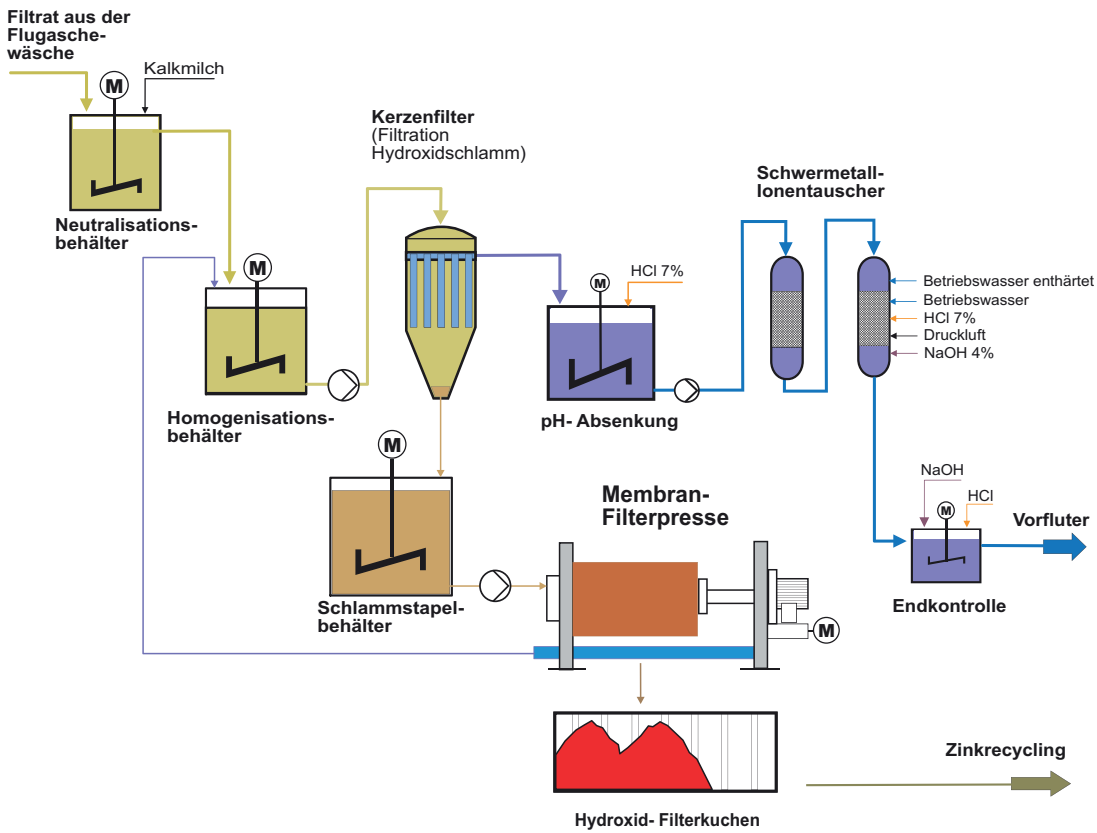 Filtrat aus der
Flugasche-
wäsche
Kalkmilch
M
Neutralisations-
behälter
M
Homogenisations-
behälter
Kerzenfilter
(Filtration
Hydroxidschlamm)
M
HCl 7%
pH- Absenkung
Schwermetall-
Ionentauscher
Betriebswasser enthärtet
Betriebswasser
HCl 7%
Druckluft
NaOH 4%
M
Schlammstapel-
behälter
Membran-
Filterpresse
M
NaOH
HCl
M
Vorfluter
Endkontrolle
Zinkrecycling
Hydroxid- Filterkuchen